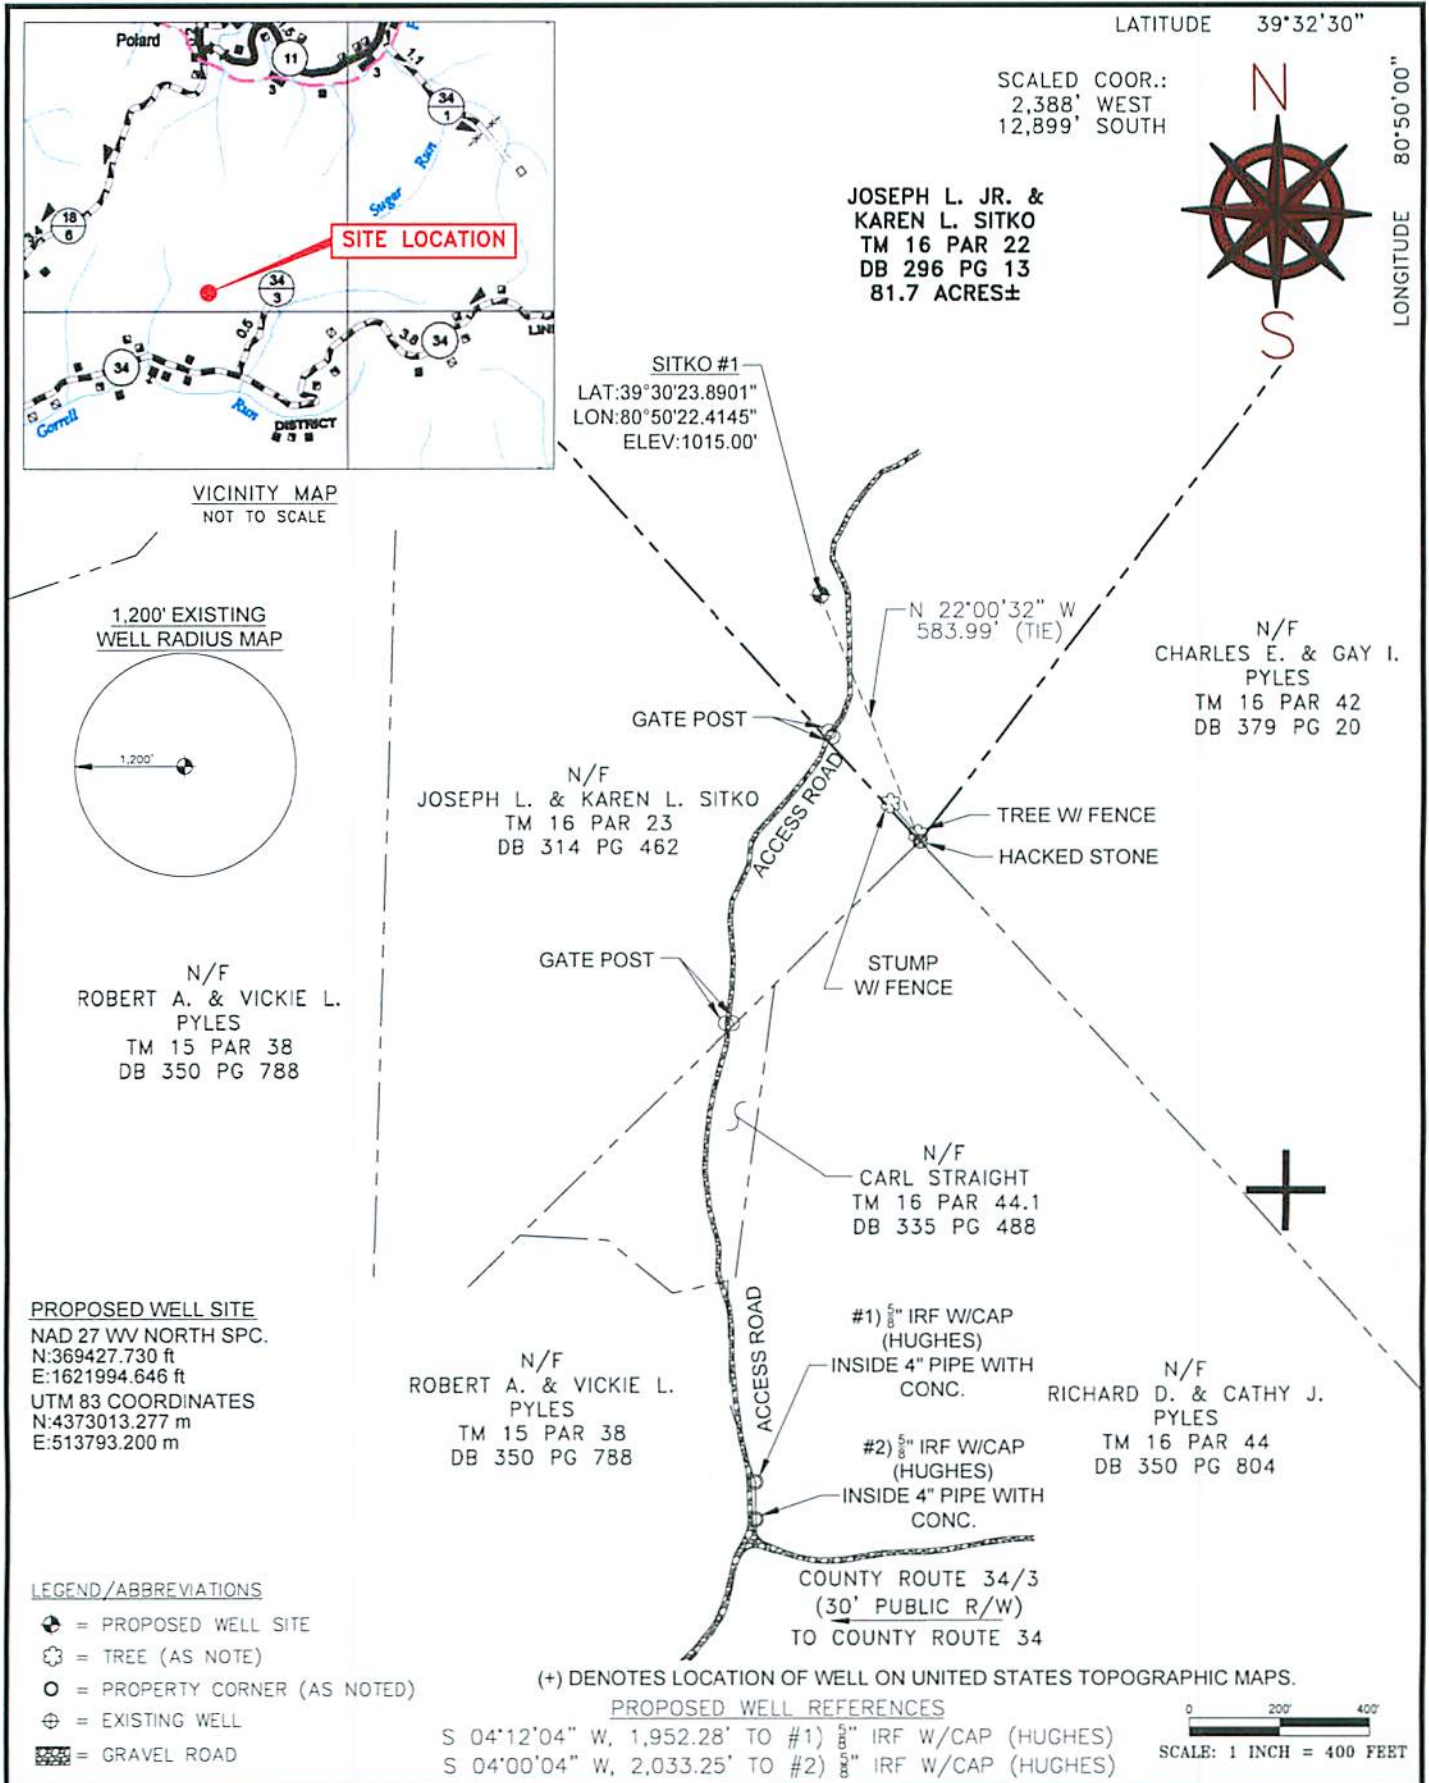 LATITUDE 39°32'30"
LONGITUDE 80°50'00"
SCALED COOR.:
2,388' WEST
12,899' SOUTH
N
S
Polard
11
3
3
1.1
34
1
Sugar Run
18
6
SITE LOCATION
34
3
0.5
3.8
34
34
Gorrell
Run
DISTRICT
VICINITY MAP
NOT TO SCALE
JOSEPH L. JR. &
KAREN L. SITKO
TM 16 PAR 22
DB 296 PG 13
81.7 ACRES±
SITKO #1
LAT:39°30'23.8901"
LON:80°50'22.4145"
ELEV:1015.00'
1,200' EXISTING
WELL RADIUS MAP
1,200'
N 22°00'32" W
583.99' (TIE)
N/F
CHARLES E. & GAY I.
PYLES
TM 16 PAR 42
DB 379 PG 20
GATE POST
N/F
JOSEPH L. & KAREN L. SITKO
TM 16 PAR 23
DB 314 PG 462
ACCESS ROAD
TREE W/ FENCE
HACKED STONE
STUMP
W/ FENCE
GATE POST
N/F
ROBERT A. & VICKIE L.
PYLES
TM 15 PAR 38
DB 350 PG 788
N/F
CARL STRAIGHT
TM 16 PAR 44.1
DB 335 PG 488
PROPOSED WELL SITE
NAD 27 WV NORTH SPC.
N:369427.730 ft
E:1621994.646 ft
UTM 83 COORDINATES
N:4373013.277 m
E:513793.200 m
N/F
ROBERT A. & VICKIE L.
PYLES
TM 15 PAR 38
DB 350 PG 788
ACCESS ROAD
#1) 5/8" IRF W/CAP
(HUGHES)
INSIDE 4" PIPE WITH
CONC.
#2) 5/8" IRF W/CAP
(HUGHES)
INSIDE 4" PIPE WITH
CONC.
N/F
RICHARD D. & CATHY J.
PYLES
TM 16 PAR 44
DB 350 PG 804
COUNTY ROUTE 34/3
(30' PUBLIC R/W)
TO COUNTY ROUTE 34
LEGEND/ABBREVIATIONS
= PROPOSED WELL SITE
= TREE (AS NOTE)
= PROPERTY CORNER (AS NOTED)
= EXISTING WELL
= GRAVEL ROAD
(+) DENOTES LOCATION OF WELL ON UNITED STATES TOPOGRAPHIC MAPS.
PROPOSED WELL REFERENCES
S 04°12'04" W, 1,952.28' TO #1) 5/8" IRF W/CAP (HUGHES)
S 04°00'04" W, 2,033.25' TO #2) 5/8" IRF W/CAP (HUGHES)
0 200' 400'
SCALE: 1 INCH = 400 FEET